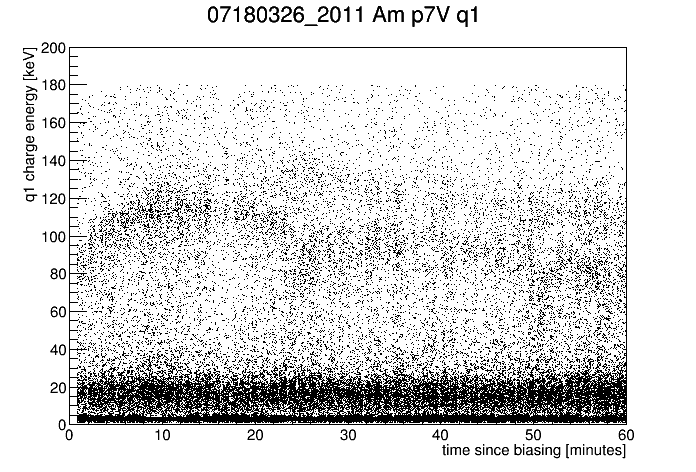 07180326_2011 Am p7V q1
q1 charge energy [keV]
200
180
160
140
120
100
80
60
40
20
0
0 10 20 30 40 50 60
time since biasing [minutes]